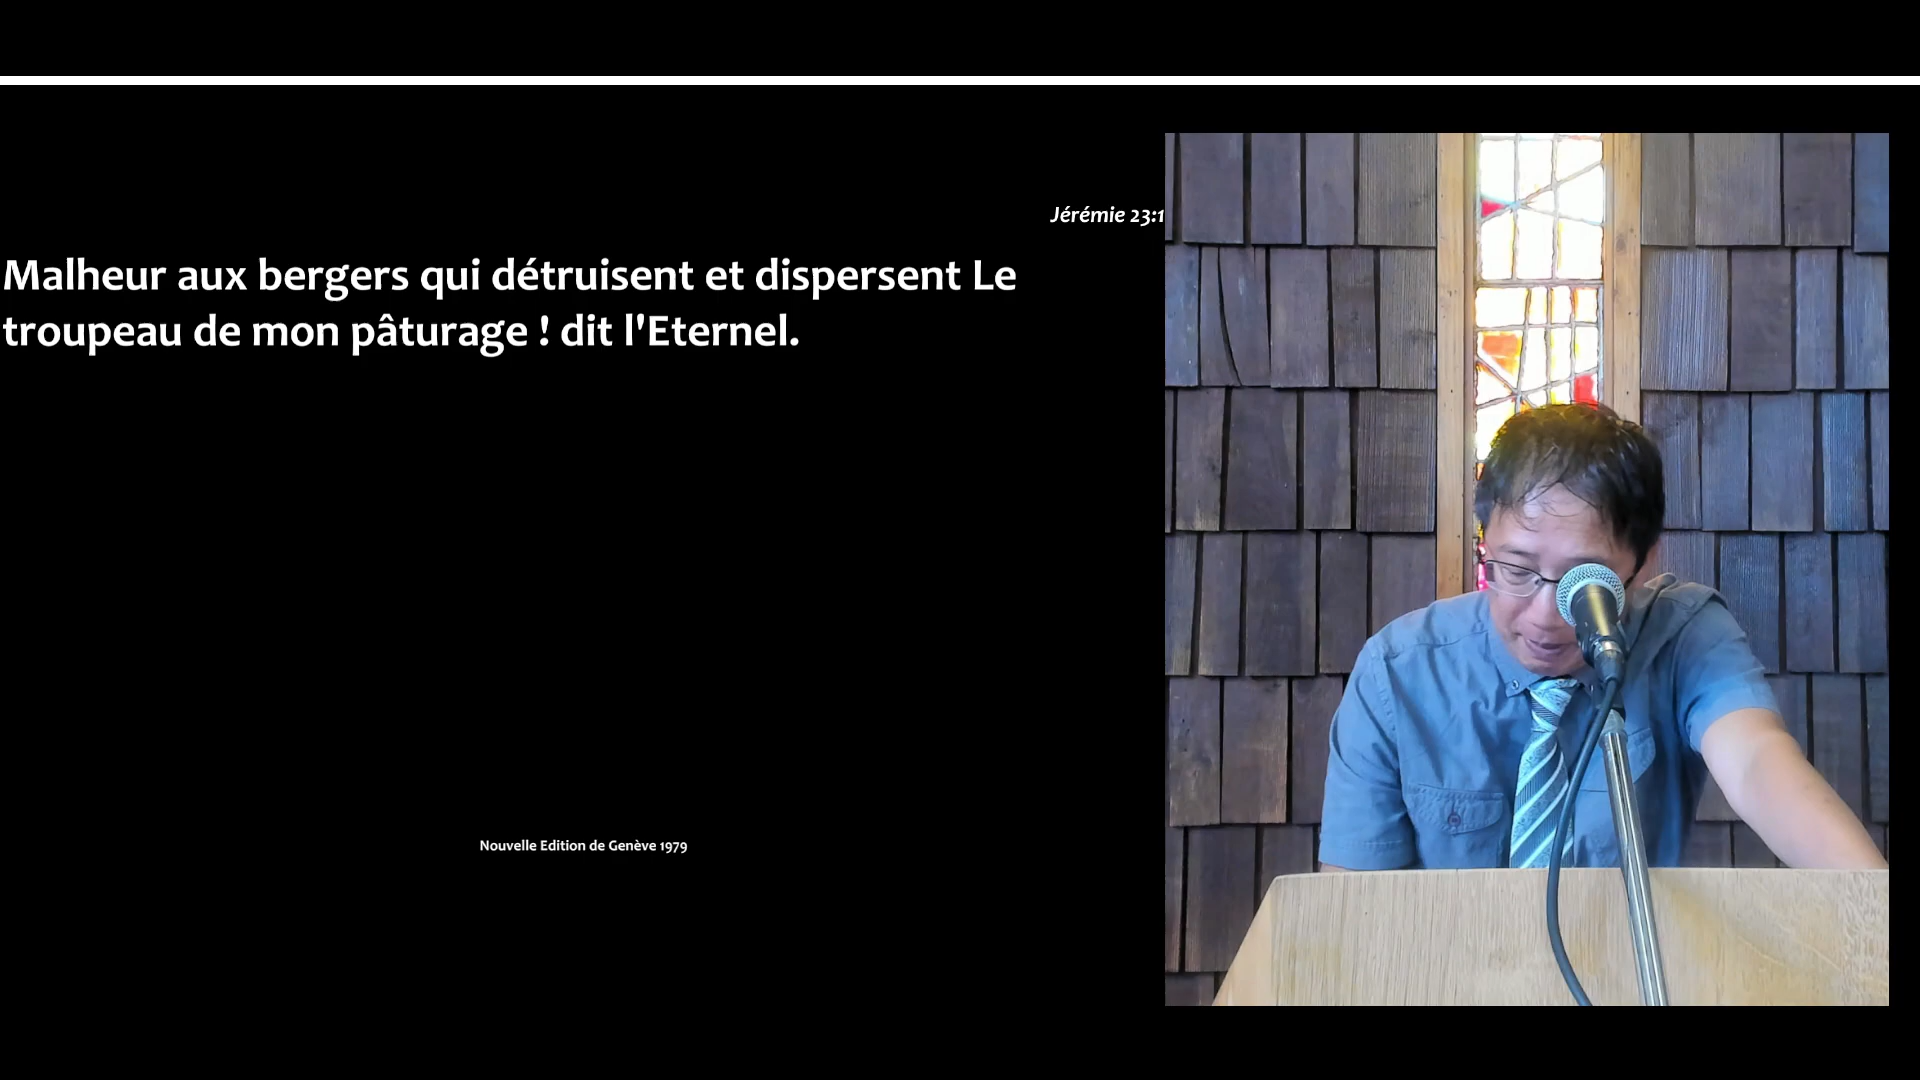 Jérémie 23:1
Malheur aux bergers qui détruisent et dispersent Le
troupeau de mon pâturage ! dit l'Eternel.
Nouvelle Edition de Genève 1979